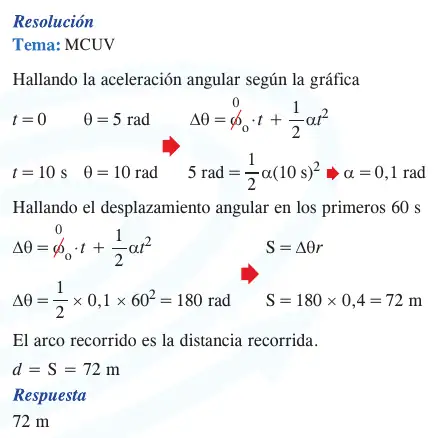 Resolución
Tema: MCUV
Hallando la aceleración angular según la gráfica
t = 0 θ = 5 rad Δθ = ω₀⁰ · t + 1/2 αt²
t = 10 s θ = 10 rad 5 rad = 1/2 α(10 s)² α = 0,1 rad
Hallando el desplazamiento angular en los primeros 60 s
Δθ = ω₀⁰ · t + 1/2 αt² S = Δθr
Δθ = 1/2 × 0,1 × 60² = 180 rad S = 180 × 0,4 = 72 m
El arco recorrido es la distancia recorrida.
d = S = 72 m
Respuesta
72 m